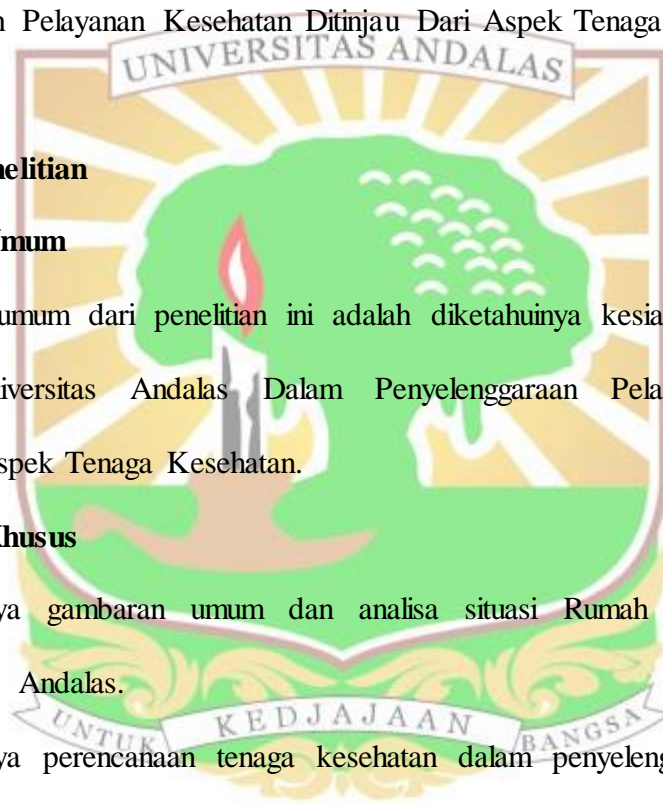 n Pelayanan Kesehatan Ditinjau Dari Aspek Tenaga
UNIVERSITAS ANDALAS
nelitian
Umum
umum dari penelitian ini adalah diketahuinya kesia
niversitas Andalas Dalam Penyelenggaraan Pela
spek Tenaga Kesehatan.
Khusus
ya gambaran umum dan analisa situasi Rumah
Andalas.
UNTUK KEDJAJAAN BANGSA
ya perencanaan tenaga kesehatan dalam penyeleng